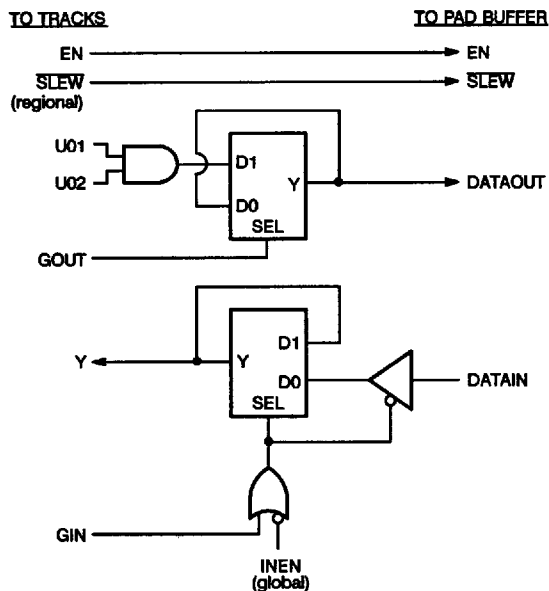 TO TRACKS TO PAD BUFFER
EN EN
SLEW SLEW
(regional)
U01
U02
D1
Y
D0
SEL
DATAOUT
GOUT
Y
Y
D1
D0
SEL
DATAIN
GIN
INEN
(global)